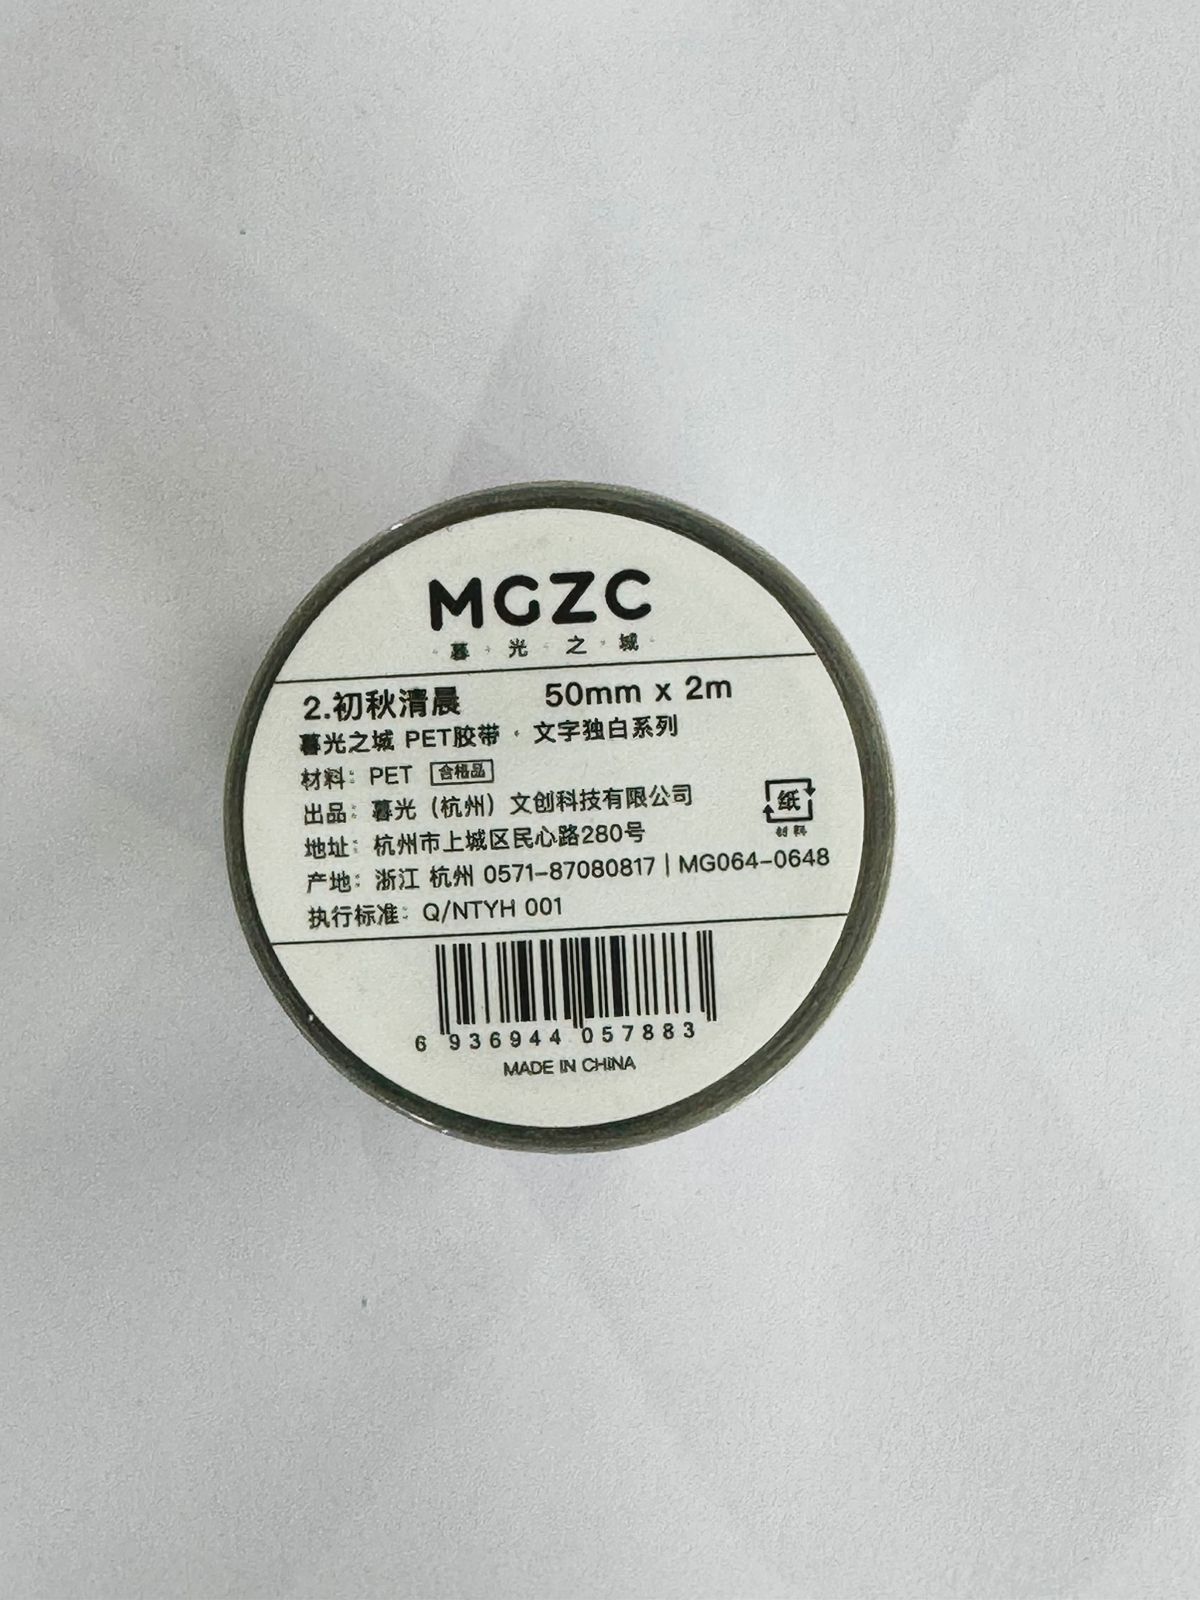 MGZC
暮光之城
2.初秋清晨 50mm x 2m
暮光之城 PET胶带 · 文字独白系列
材料：PET 合格品
出品：暮光（杭州）文创科技有限公司
纸
材料
地址：杭州市上城区民心路280号
产地：浙江 杭州 0571-87080817 | MG064-0648
执行标准：Q/NTYH 001
6 936944 057883
MADE IN CHINA